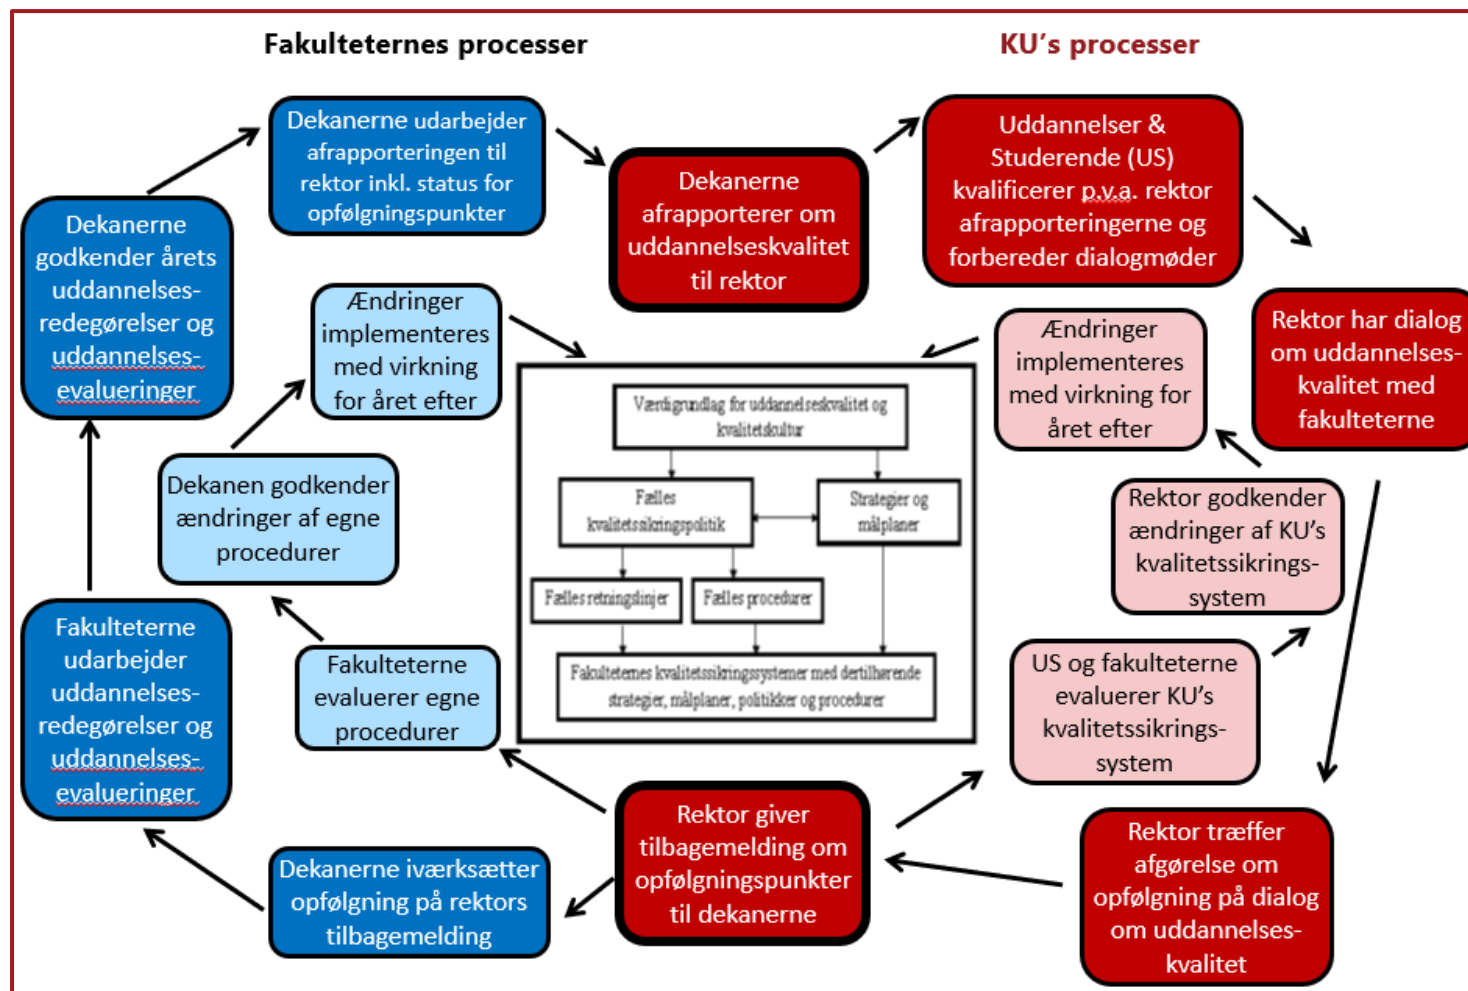 Fakulteternes processer
KU's processer
Dekanerne udarbejder
afrapporteringen til
rektor inkl. status for
opfølgningspunkter
Dekanerne
afrapporterer om
uddannelseskvalitet
til rektor
Uddannelser &
Studerende (US)
kvalificerer p.v.a. rektor
afrapporteringerne og
forbereder dialogmøder
Dekanerne
godkender årets
uddannelses-
redegørelser og
uddannelses-
evalueringer
Ændringer
implementeres
med virkning
for året efter
Ændringer
implementeres
med virkning for
året efter
Rektor har dialog
om uddannelses-
kvalitet med
fakulteterne
Værdigrundlag for uddannelseskvalitet og
kvalitetskultur
Fælles
kvalitetssikringspolitik
Strategier og
målplaner
Fælles retningslinjer
Fælles procedurer
Fakulteternes kvalitetssikringssystemer med dertilhørende
strategier, målplaner, politikker og procedurer
Dekanen godkender
ændringer af egne
procedurer
Rektor godkender
ændringer af KU's
kvalitetssikrings-
system
Fakulteterne
udarbejder
uddannelses-
redegørelser og
uddannelses-
evalueringer
Fakulteterne
evaluerer egne
procedurer
US og fakulteterne
evaluerer KU's
kvalitetssikrings-
system
Dekanerne iværksætter
opfølgning på rektors
tilbagemelding
Rektor giver
tilbagemelding om
opfølgningspunkter
til dekanerne
Rektor træffer
afgørelse om
opfølgning på dialog
om uddannelses-
kvalitet